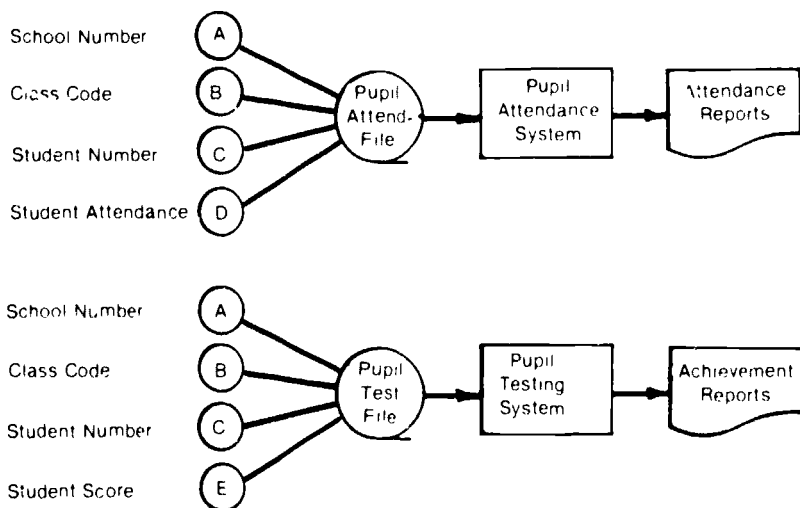 School Number
A
Class Code
B
Student Number
C
Student Attendance
D
Pupil
Attend-
File
Pupil
Attendance
System
Attendance
Reports
School Number
A
Class Code
B
Student Number
C
Student Score
E
Pupil
Test
File
Pupil
Testing
System
Achievement
Reports